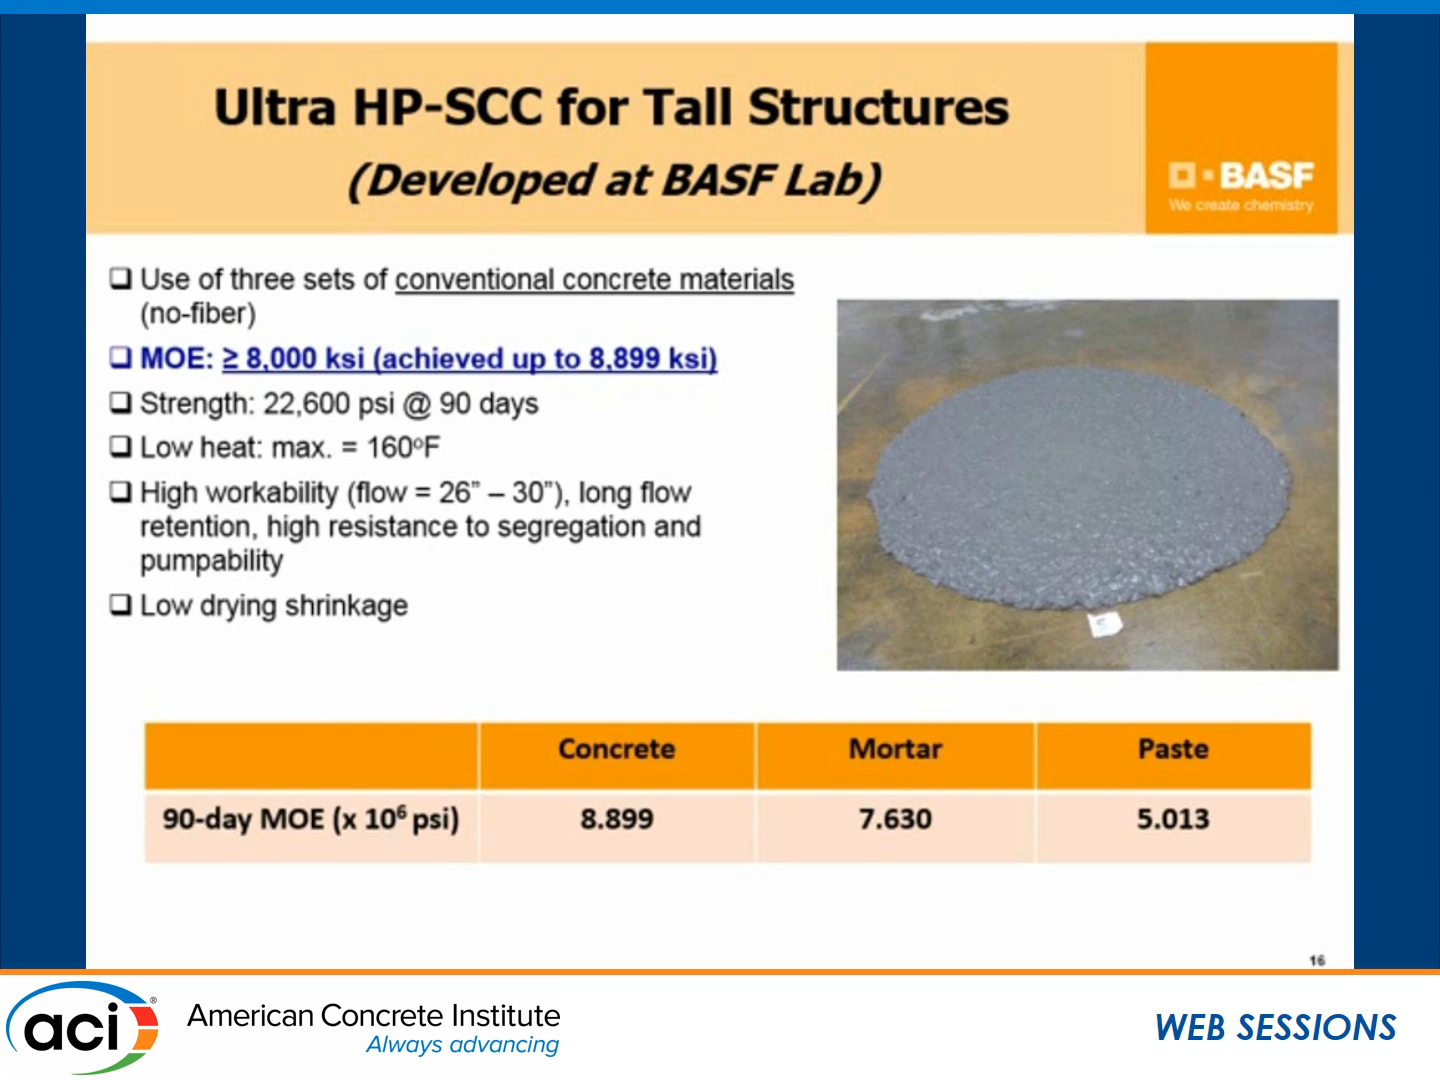 Ultra HP-SCC for Tall Structures
(Developed at BASF Lab)
BASF
We create chemistry
❑ Use of three sets of conventional concrete materials
(no-fiber)
❑ MOE: ≥ 8,000 ksi (achieved up to 8,899 ksi)
❑ Strength: 22,600 psi @ 90 days
❑ Low heat: max. = 160ºF
❑ High workability (flow = 26” – 30”), long flow
retention, high resistance to segregation and
pumpability
❑ Low drying shrinkage
Concrete Mortar Paste
90-day MOE (x 10⁶ psi) 8.899 7.630 5.013
16
aci®
American Concrete Institute
Always advancing
WEB SESSIONS